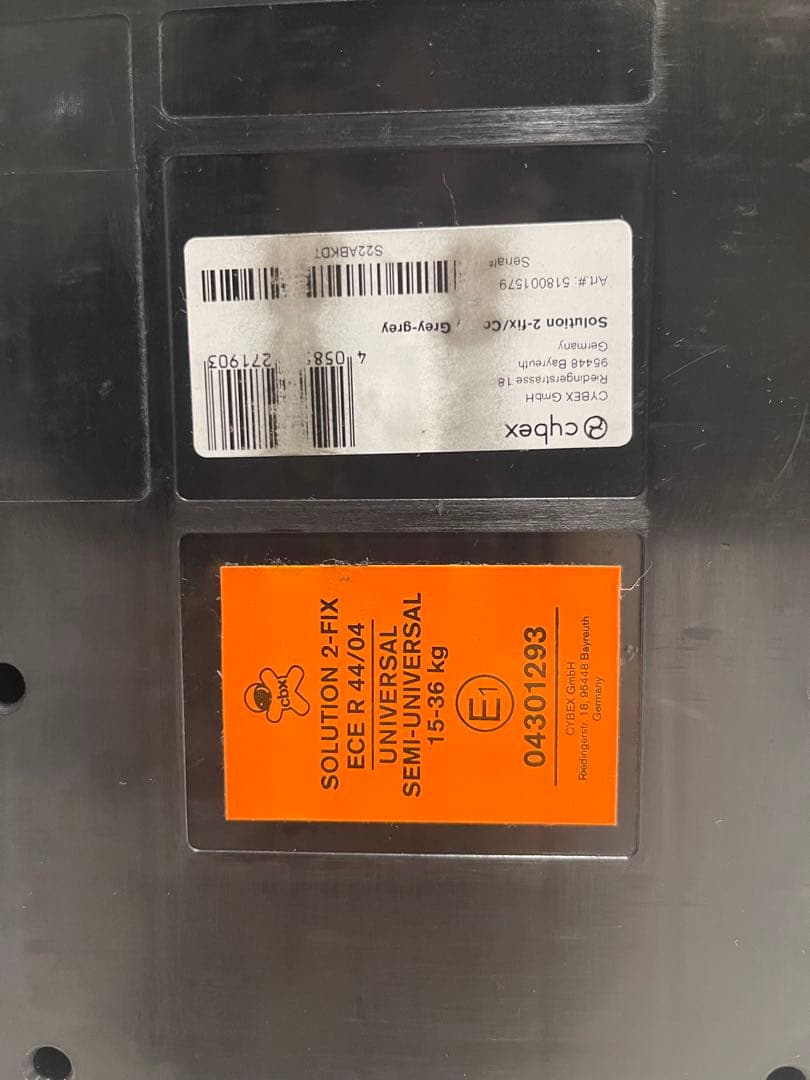 cybex
CYBEX GmbH
Riedingerstrasse 18
95448 Bayreuth
Germany
4 058 271903
Solution 2-fix/ Grey-grey
Art.#: 518001579
Serial#
S22ABKDT
cbx
SOLUTION 2-FIX
ECE R 44/04
UNIVERSAL
SEMI-UNIVERSAL
15-36 kg
E1
04301293
CYBEX GmbH
Riedingerstr. 18, 95448 Bayreuth
Germany